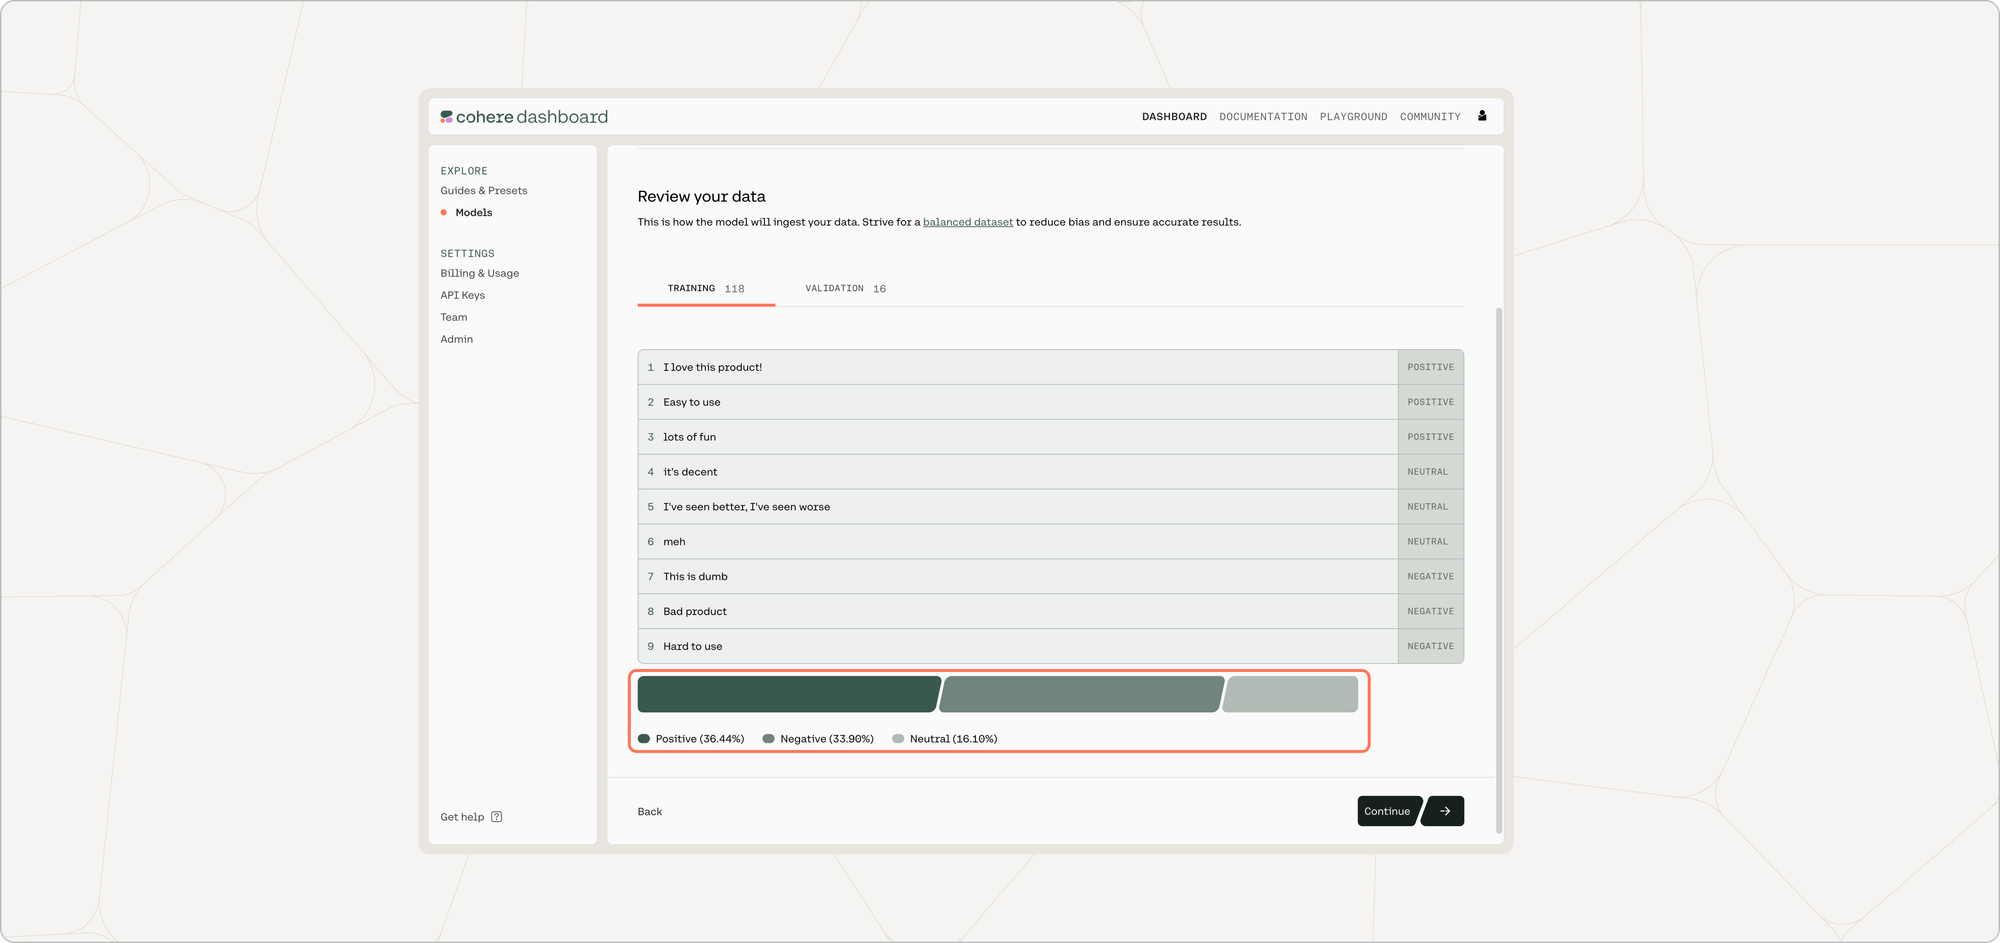 cohere dashboard
DASHBOARD DOCUMENTATION PLAYGROUND COMMUNITY
EXPLORE
Guides & Presets
Models
SETTINGS
Billing & Usage
API Keys
Team
Admin
Get help ?
Review your data
This is how the model will ingest your data. Strive for a balanced dataset to reduce bias and ensure accurate results.
TRAINING 118 VALIDATION 16
1 I love this product! POSITIVE
2 Easy to use POSITIVE
3 lots of fun POSITIVE
4 it's decent NEUTRAL
5 I've seen better, I've seen worse NEUTRAL
6 meh NEUTRAL
7 This is dumb NEGATIVE
8 Bad product NEGATIVE
9 Hard to use NEGATIVE
Positive (36.44%) Negative (33.90%) Neutral (16.10%)
Back Continue →